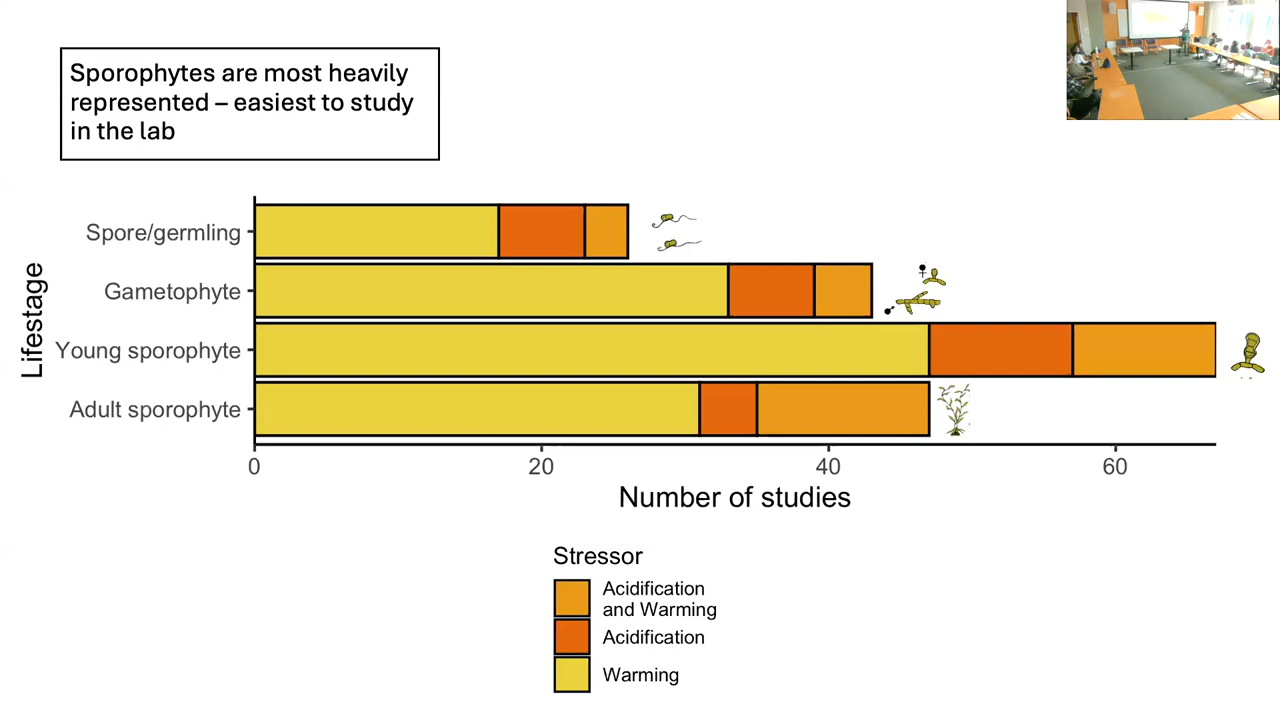 Sporophytes are most heavily
represented – easiest to study
in the lab
Lifestage
Spore/germling
Gametophyte
Young sporophyte
Adult sporophyte
0 20 40 60
Number of studies
Stressor
Acidification
and Warming
Acidification
Warming